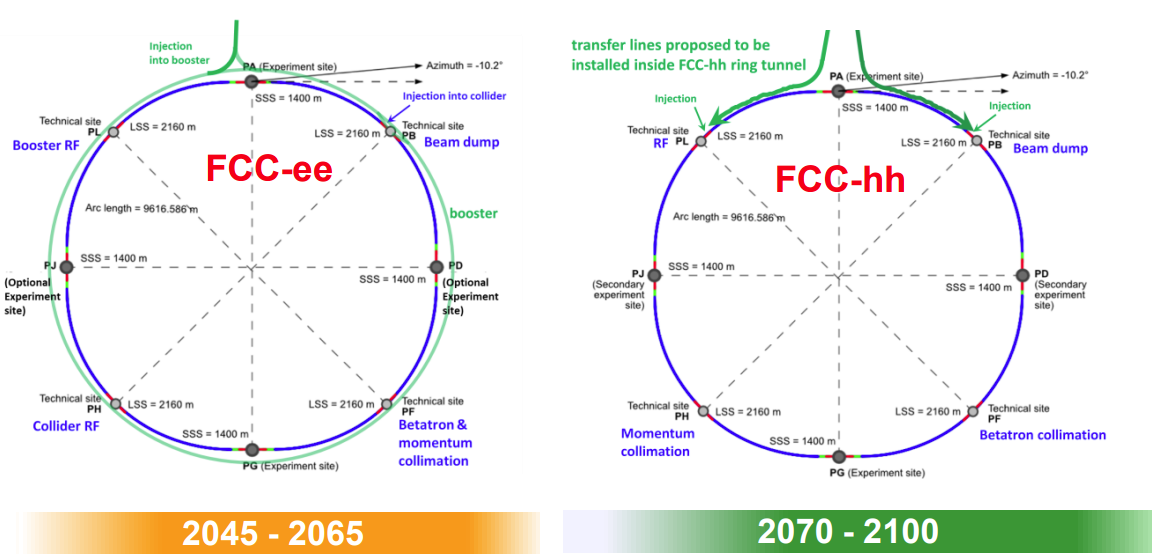 Injection
into booster
PA (Experiment site)
Azimuth = -10.2°
SSS = 1400 m
Injection into collider
Technical site
PL
LSS = 2160 m
Booster RF
LSS = 2160 m
Technical site
PB
Beam dump
FCC-ee
Arc length = 9616.586 m
booster
PJ
SSS = 1400 m
(Optional
Experiment
site)
SSS = 1400 m
PD
(Optional
Experiment
site)
Technical site
PH
LSS = 2160 m
Collider RF
LSS = 2160 m
Technical site
PF
Betatron &
momentum
collimation
SSS = 1400 m
PG (Experiment site)
2045 - 2065
transfer lines proposed to be
installed inside FCC-hh ring tunnel
PA (Experiment site)
Azimuth = -10.2°
SSS = 1400 m
Injection
Injection
Technical site
RF PL
LSS = 2160 m
LSS = 2160 m
Technical site
PB
Beam dump
FCC-hh
Arc length = 9616.586 m
PJ
SSS = 1400 m
(Secondary
experiment
site)
SSS = 1400 m
PD
(Secondary
experiment
site)
Technical site
PH
LSS = 2160 m
Momentum
collimation
LSS = 2160 m
Technical site
PF
Betatron collimation
SSS = 1400 m
PG (Experiment site)
2070 - 2100